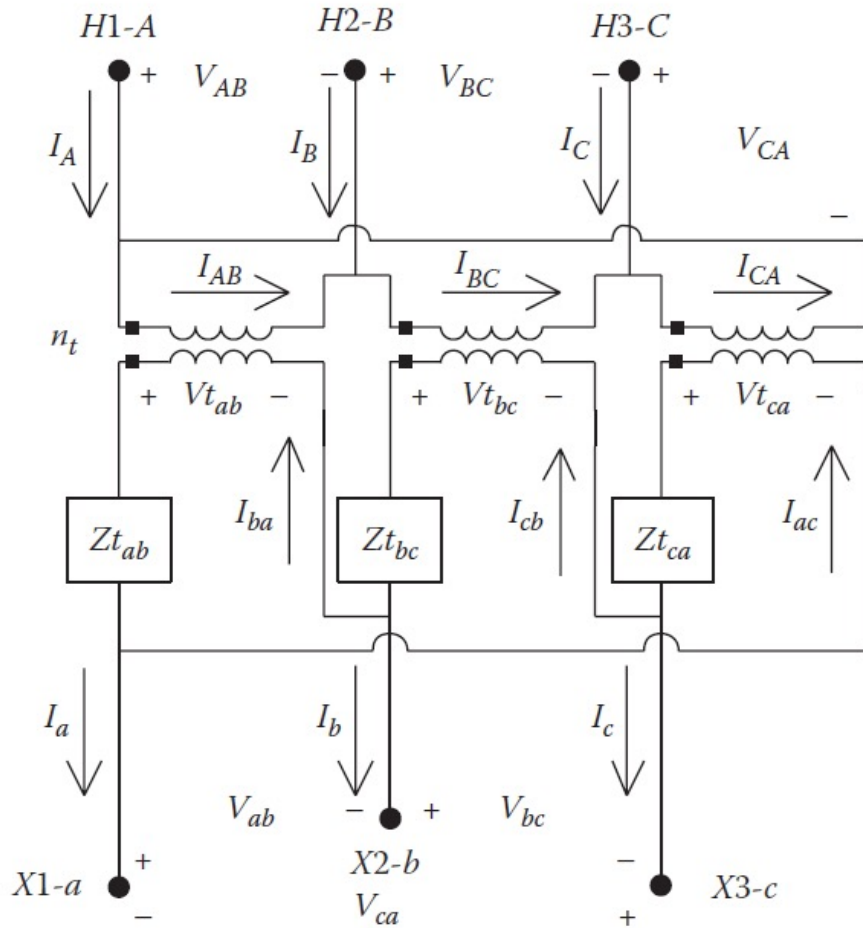 H1-A H2-B H3-C
+ V_AB − + V_BC − +
I_A I_B I_C V_CA
−
I_AB I_BC I_CA
n_t
+ Vt_ab − + Vt_bc − + Vt_ca −
I_ba I_cb I_ac
Zt_ab Zt_bc Zt_ca
I_a I_b I_c
V_ab − + V_bc
+ X2-b −
X1-a X3-c
− V_ca +